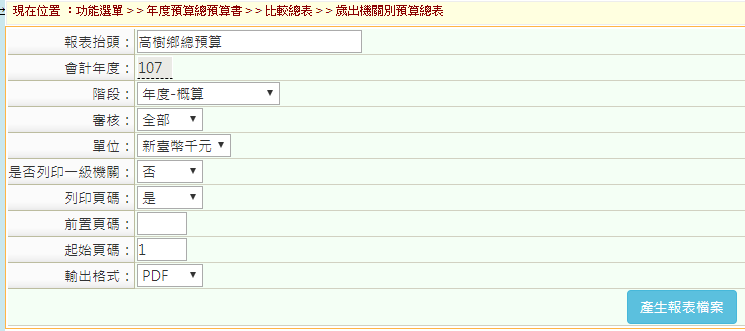 現在位置 ：功能選單 >> 年度預算總預算書 >> 比較總表 >> 歲出機關別預算總表
報表抬頭： 高樹鄉總預算
會計年度： 107
階段： 年度-概算
審核： 全部
單位： 新臺幣千元
是否列印一級機關： 否
列印頁碼： 是
前置頁碼：
起始頁碼： 1
輸出格式： PDF
產生報表檔案